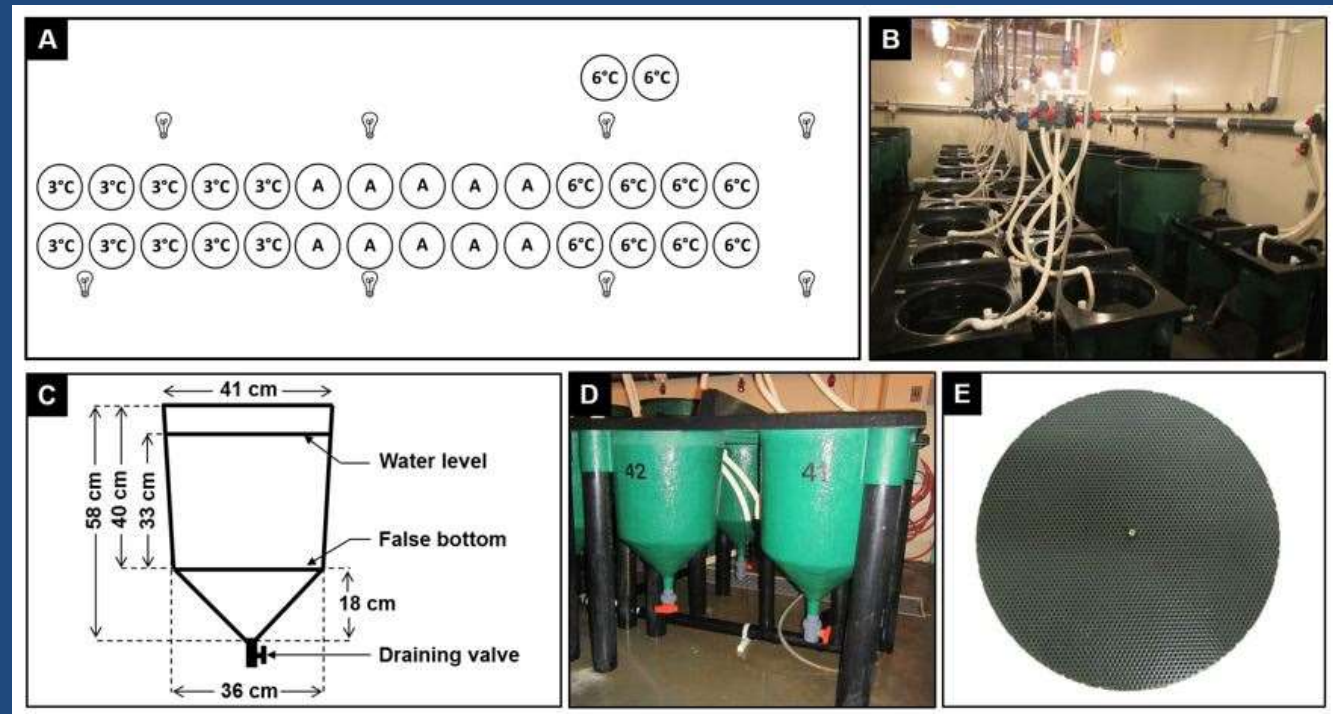 A
6°C 6°C
3°C 3°C 3°C 3°C 3°C A A A A A 6°C 6°C 6°C 6°C
3°C 3°C 3°C 3°C 3°C A A A A A 6°C 6°C 6°C 6°C
B
C
41 cm
58 cm
40 cm
33 cm
Water level
False bottom
18 cm
Draining valve
36 cm
D
42
41
E